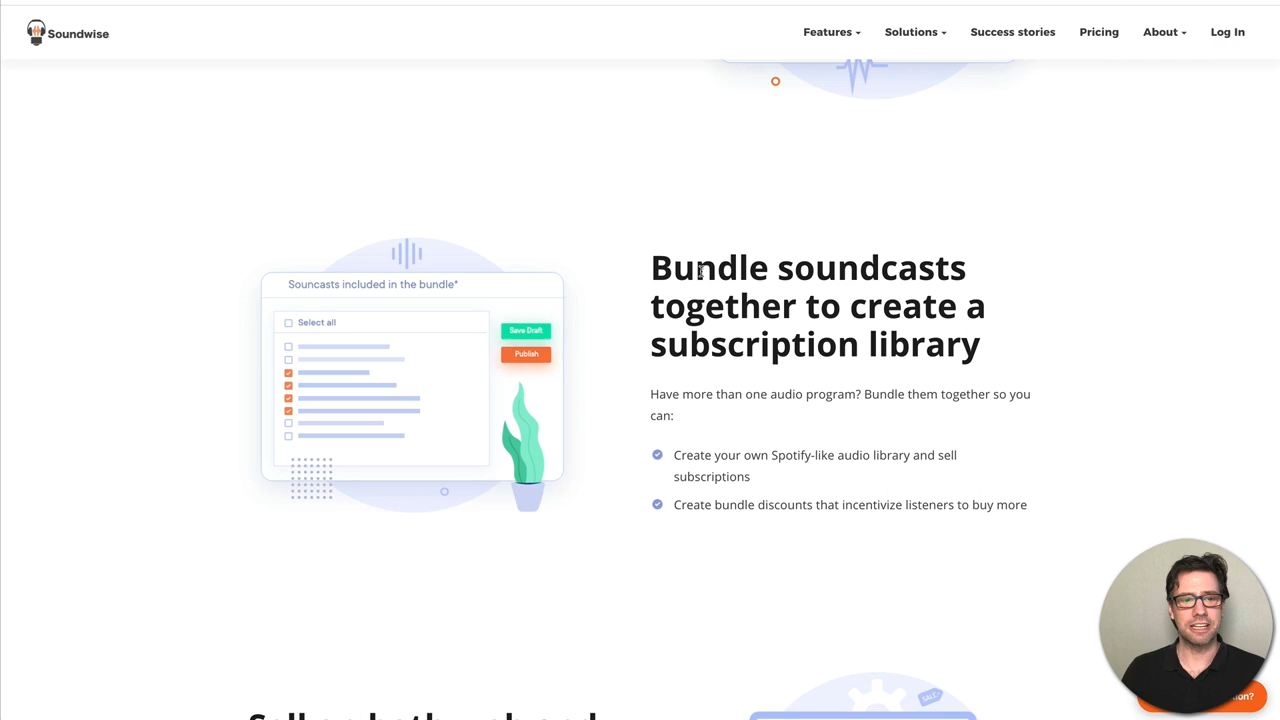 Soundwise
Features
Solutions
Success stories
Pricing
About
Log In
Souncasts included in the bundle*
Select all
Save Draft
Publish
Bundle soundcasts
together to create a
subscription library
Have more than one audio program? Bundle them together so you
can:
Create your own Spotify-like audio library and sell
subscriptions
Create bundle discounts that incentivize listeners to buy more
SALE